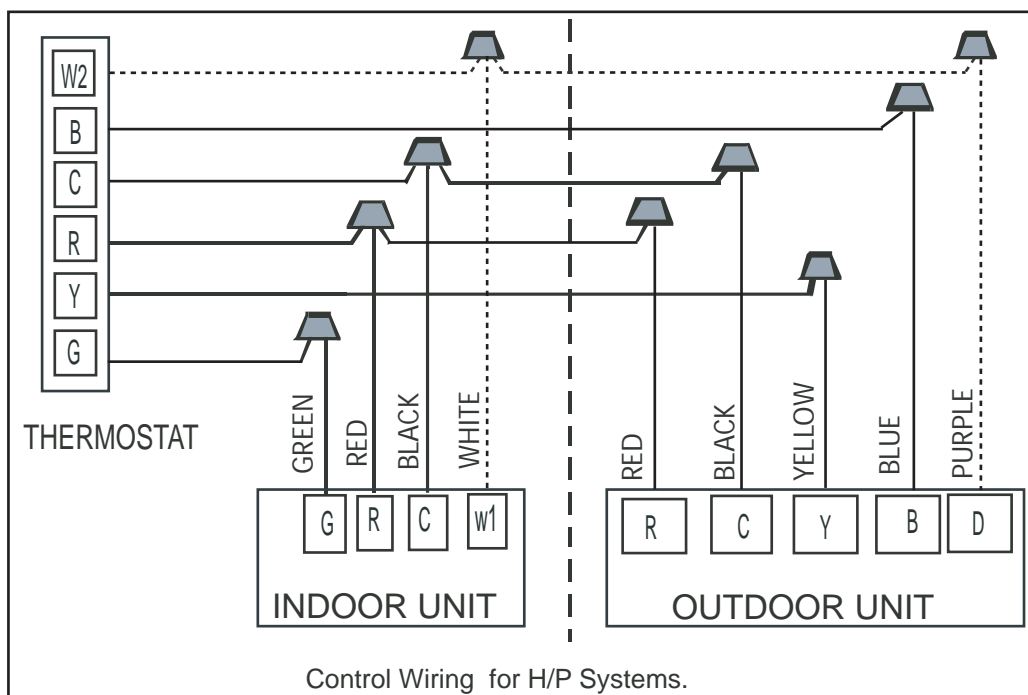 W2
B
C
R
Y
G
THERMOSTAT
GREEN
RED
BLACK
WHITE
RED
BLACK
YELLOW
BLUE
PURPLE
G R C w1
R C Y B D
INDOOR UNIT
OUTDOOR UNIT
Control Wiring for H/P Systems.